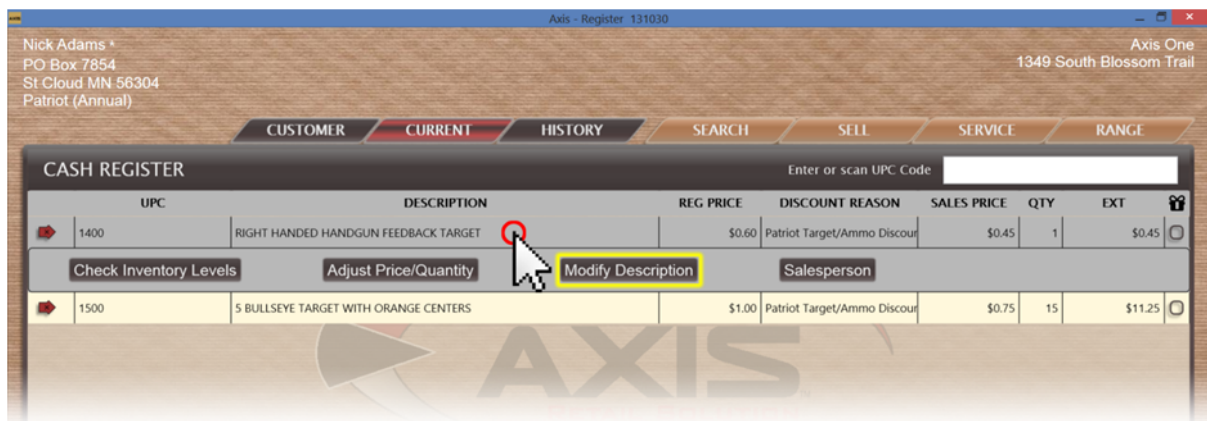 AXIS
Axis - Register 131030
Nick Adams *
PO Box 7854
St Cloud MN 56304
Patriot (Annual)
Axis One
1349 South Blossom Trail
CUSTOMER CURRENT HISTORY SEARCH SELL SERVICE RANGE
CASH REGISTER Enter or scan UPC Code
UPC DESCRIPTION REG PRICE DISCOUNT REASON SALES PRICE QTY EXT
1400 RIGHT HANDED HANDGUN FEEDBACK TARGET $0.60 Patriot Target/Ammo Discour $0.45 1 $0.45
Check Inventory Levels Adjust Price/Quantity Modify Description Salesperson
1500 5 BULLSEYE TARGET WITH ORANGE CENTERS $1.00 Patriot Target/Ammo Discour $0.75 15 $11.25
AXIS